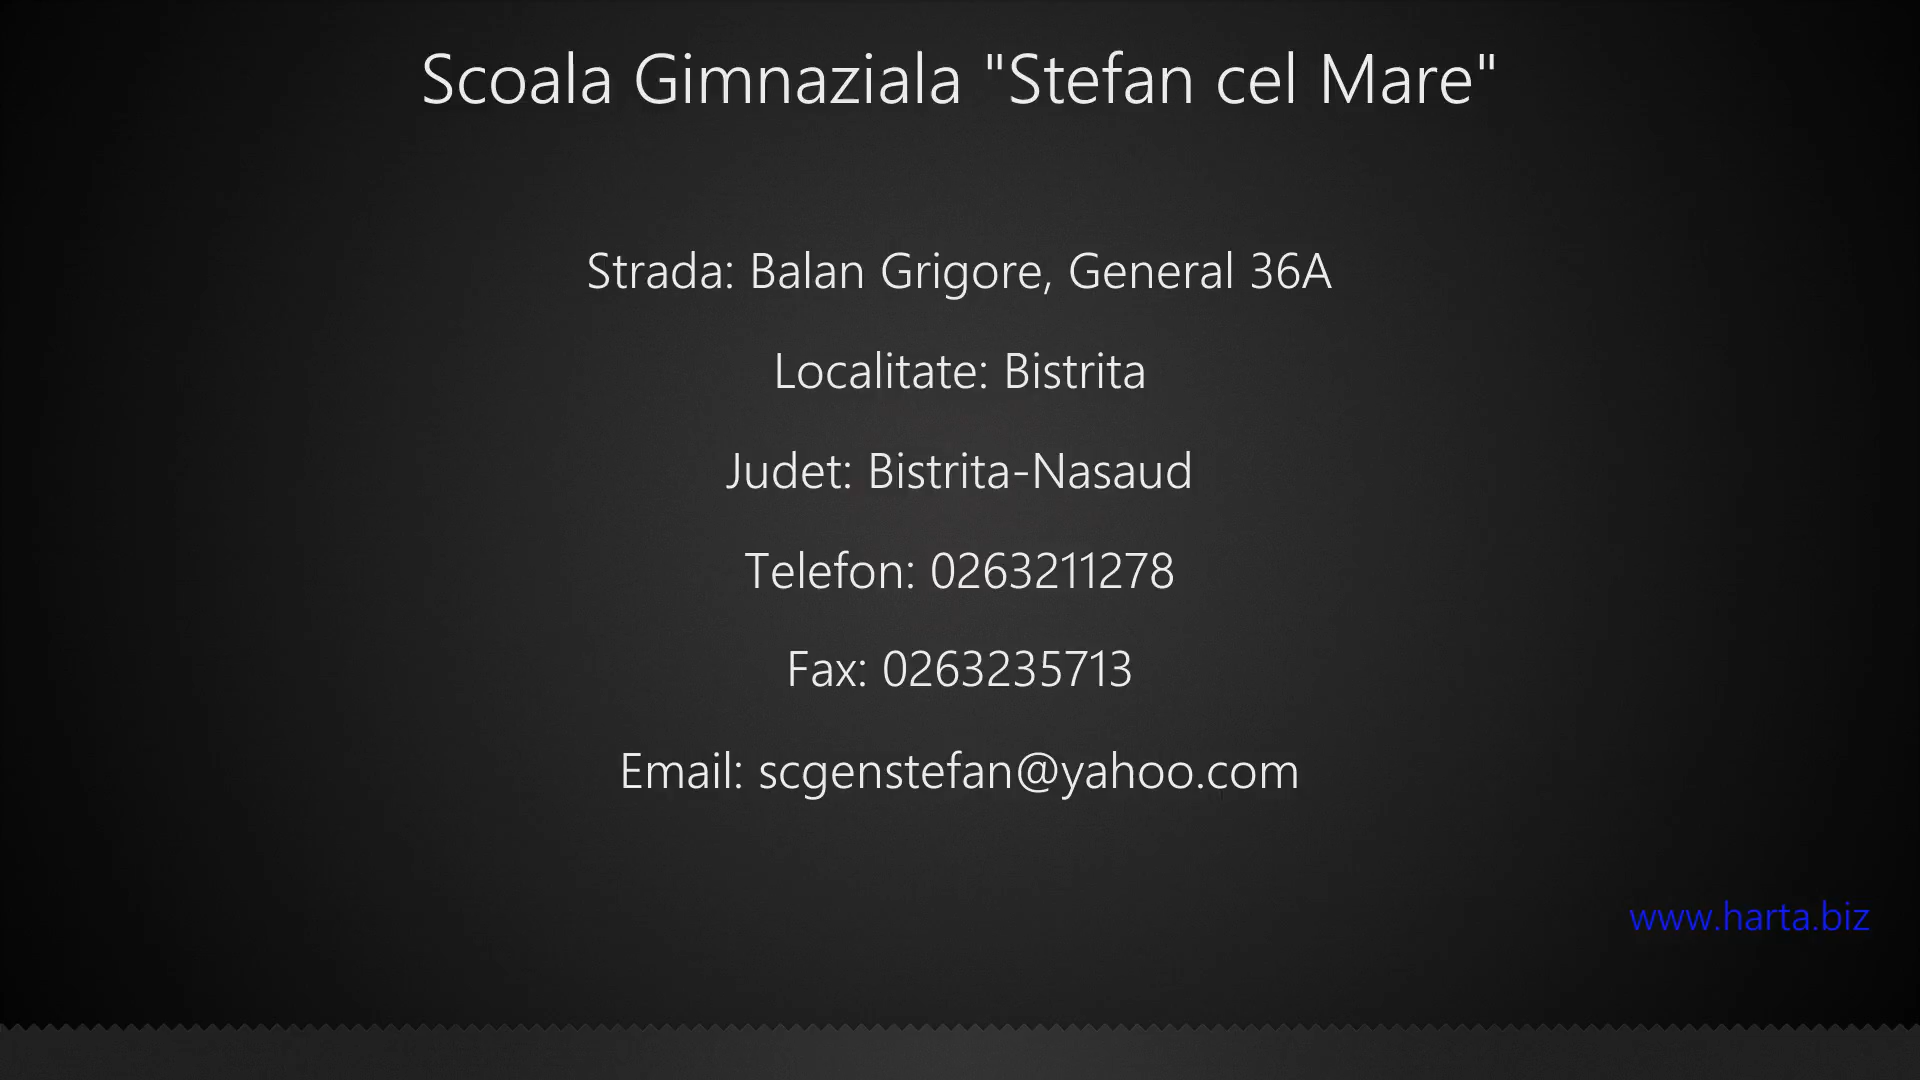 Scoala Gimnaziala "Stefan cel Mare"
Strada: Balan Grigore, General 36A
Localitate: Bistrita
Judet: Bistrita-Nasaud
Telefon: 0263211278
Fax: 0263235713
Email: scgenstefan@yahoo.com
www.harta.biz